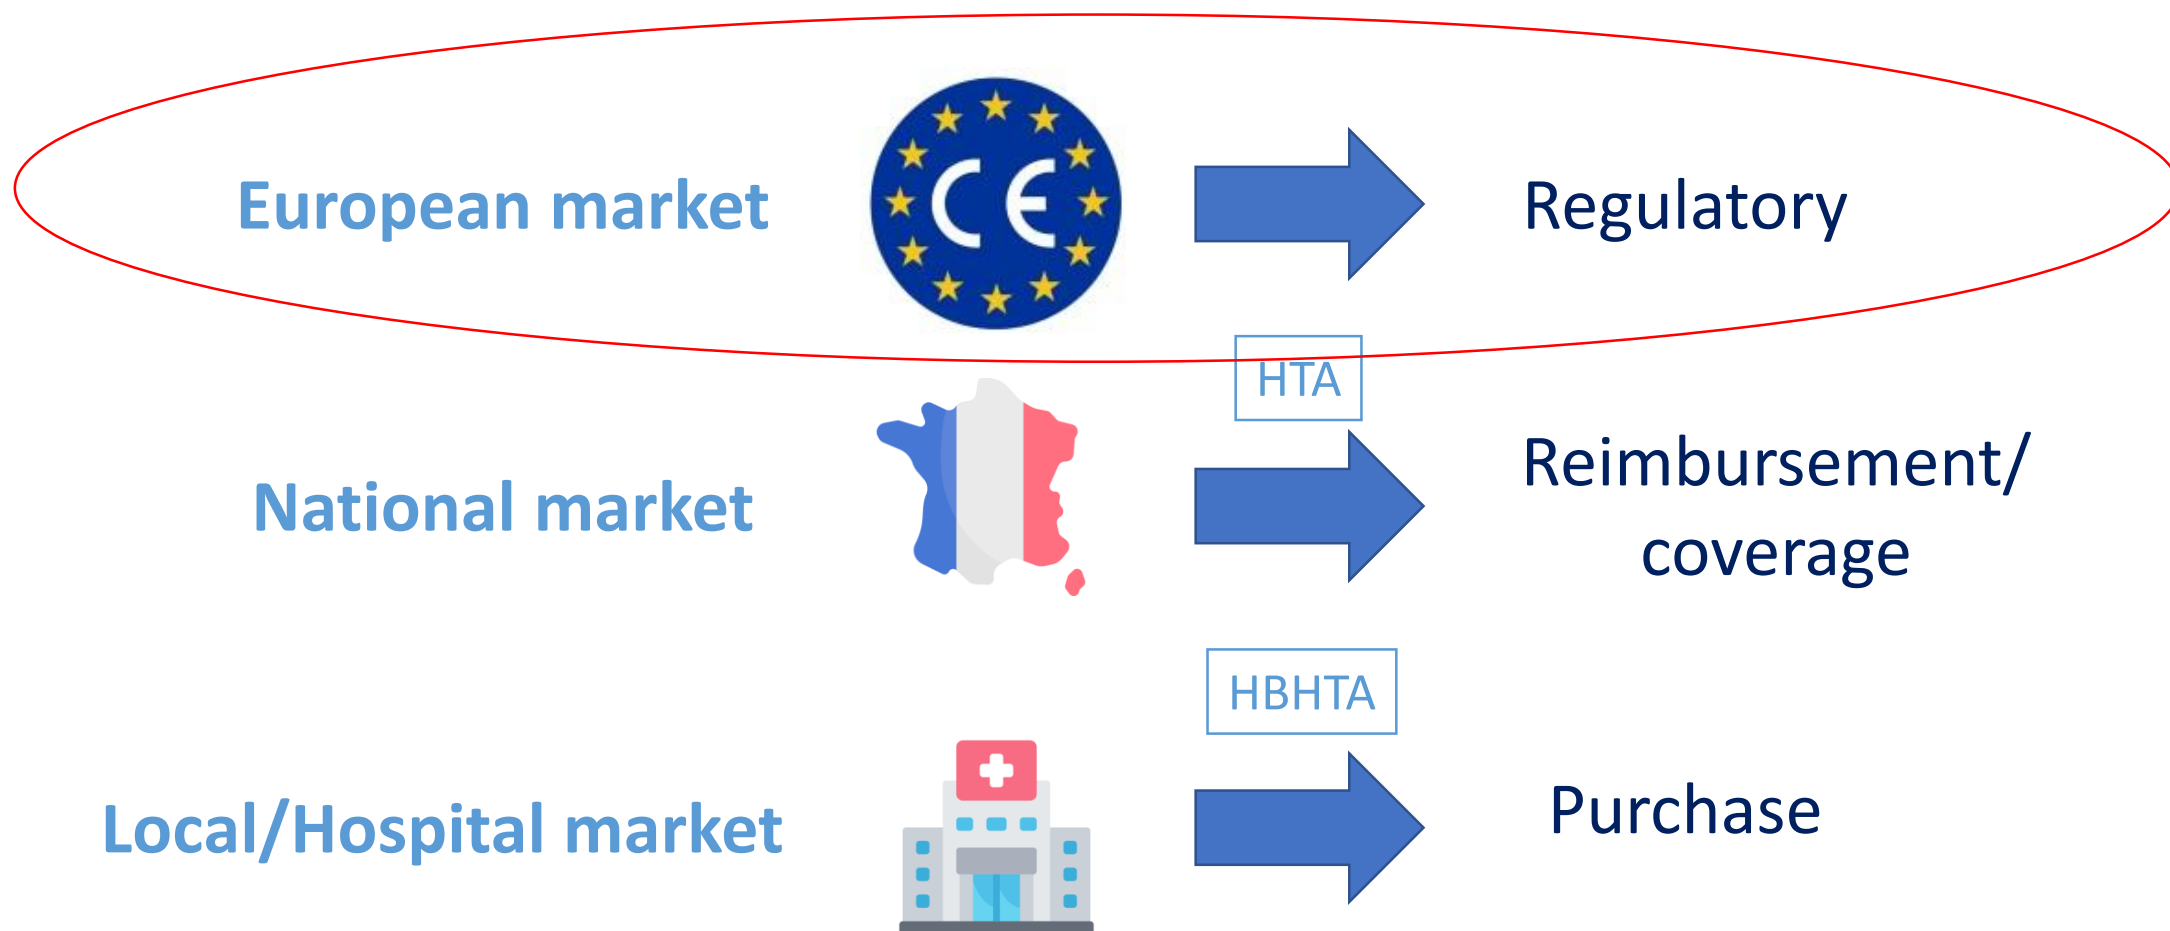 European market
CE
Regulatory
HTA
National market
Reimbursement/
coverage
HBHTA
Local/Hospital market
Purchase